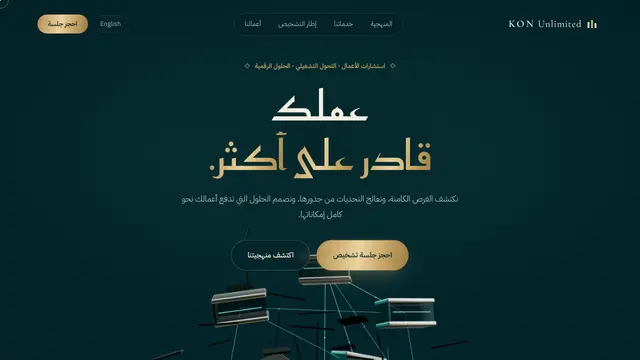 KON Unlimited
المنهجية
خدماتنا
إطار التشخيص
أعمالنا
English
احجز جلسة
استشارات الأعمال • التحول التشغيلي • الحلول الرقمية
عملك
قادر على أكثر.
نكتشف الفرص الكامنة، ونعالج التحديات من جذورها، ونصمم الحلول التي تدفع أعمالك نحو
كامل إمكاناتها.
احجز جلسة تشخيص
اكتشف منهجيتنا